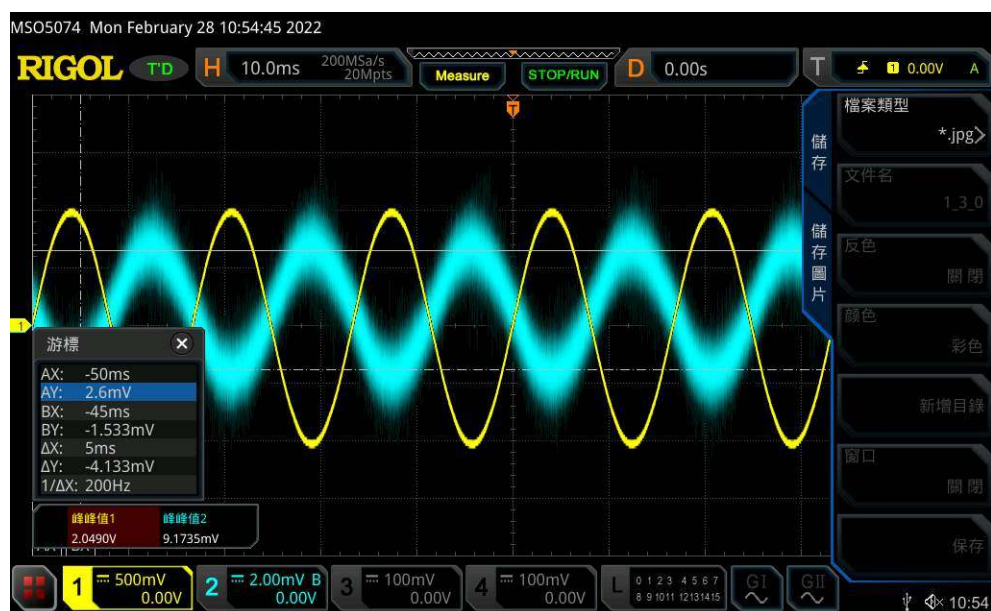 MSO5074 Mon February 28 10:54:45 2022
RIGOL T'D H 10.0ms 200MSa/s 20Mpts Measure STOP/RUN D 0.00s T 1 0.00V A
T
檔案類型
*.jpg
儲存
文件名
1_3_0
儲存圖片
反色
關閉
顏色
彩色
新增目錄
窗口
關閉
保存
1
游標
AX: -50ms
AY: 2.6mV
BX: -45ms
BY: -1.533mV
ΔX: 5ms
ΔY: -4.133mV
1/ΔX: 200Hz
峰峰值1 峰峰值2
2.0490V 9.1735mV
1 500mV 0.00V
2 2.00mV B 0.00V
3 100mV 0.00V
4 100mV 0.00V
L 0 1 2 3 4 5 6 7
8 9 10 11 12 13 14 15
GI GII
10:54